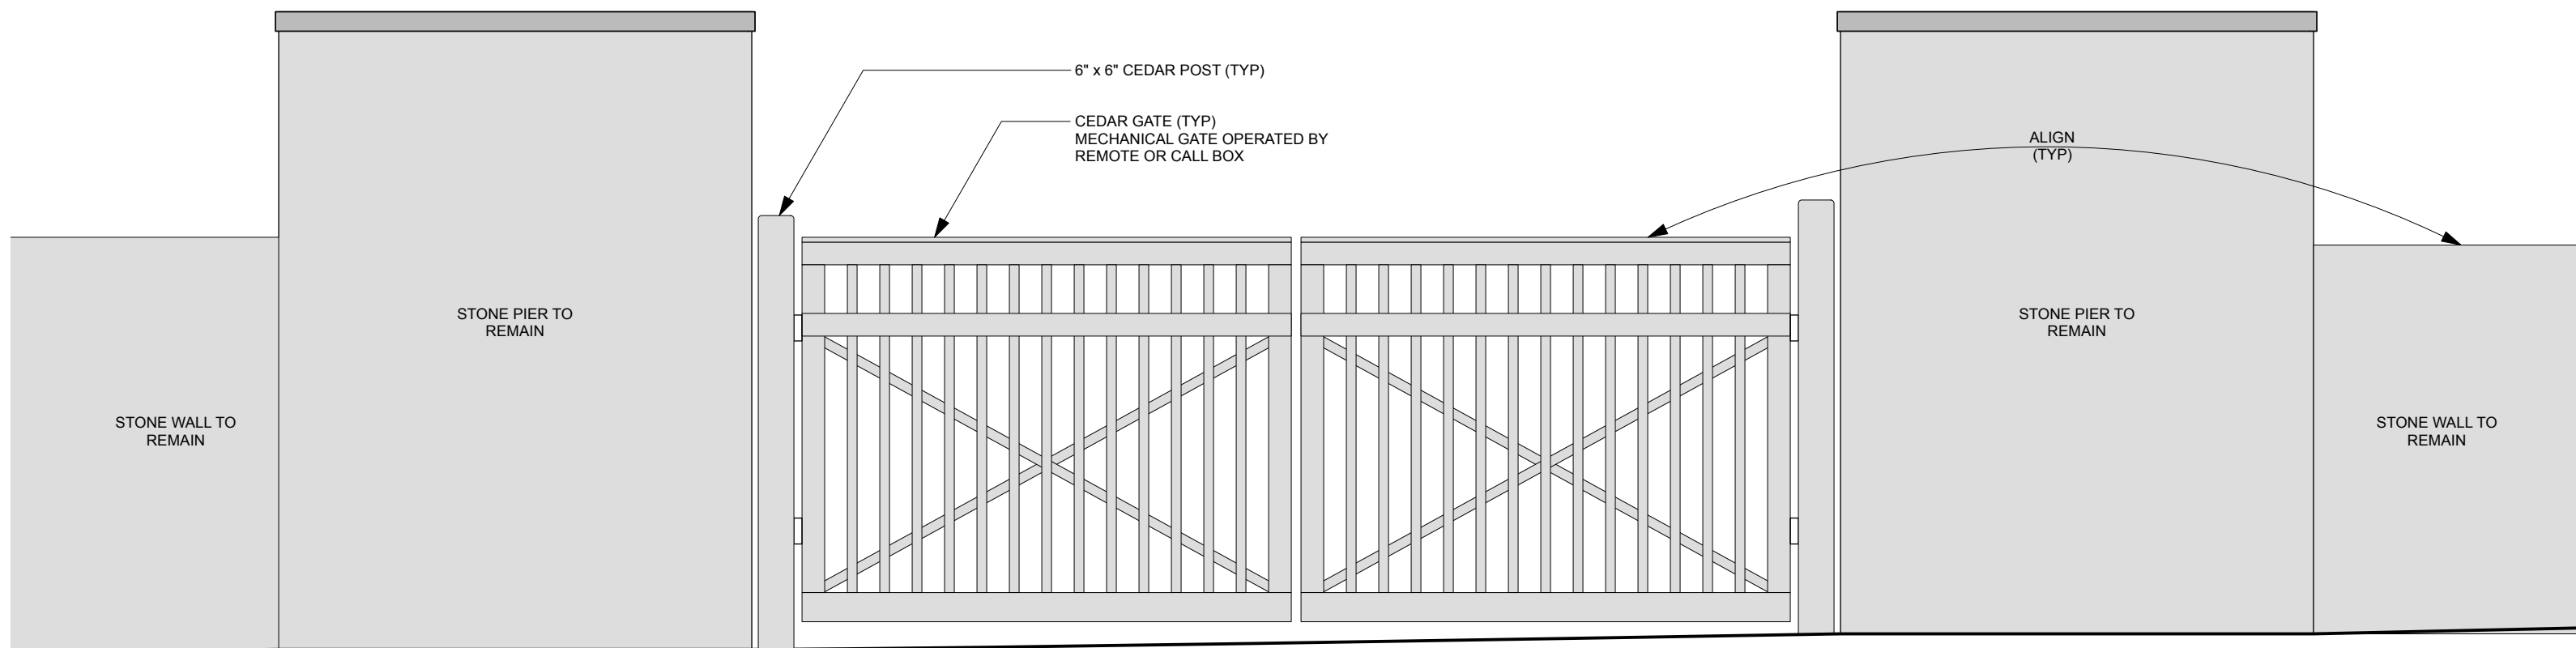 6" x 6" CEDAR POST (TYP)
CEDAR GATE (TYP)
MECHANICAL GATE OPERATED BY
REMOTE OR CALL BOX
ALIGN
(TYP)
STONE PIER TO
REMAIN
STONE PIER TO
REMAIN
STONE WALL TO
REMAIN
STONE WALL TO
REMAIN